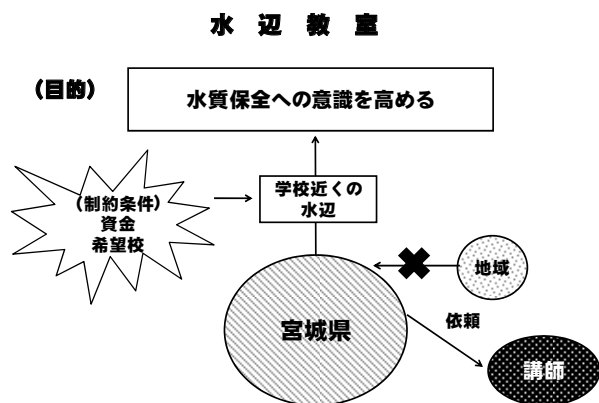 水辺教室
（目的）
水質保全への意識を高める
（制約条件）
資金
希望校
学校近くの
水辺
地域
宮城県
依頼
講師